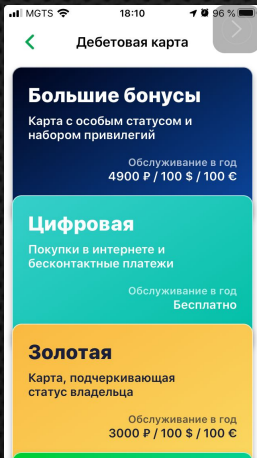 MGTS 18:10 96 %
Дебетовая карта
Большие бонусы
Карта с особым статусом и
набором привилегий
Обслуживание в год
4900 ₽ / 100 $ / 100 €
Цифровая
Покупки в интернете и
бесконтактные платежи
Обслуживание в год
Бесплатно
Золотая
Карта, подчеркивающая
статус владельца
Обслуживание в год
3000 ₽ / 100 $ / 100 €